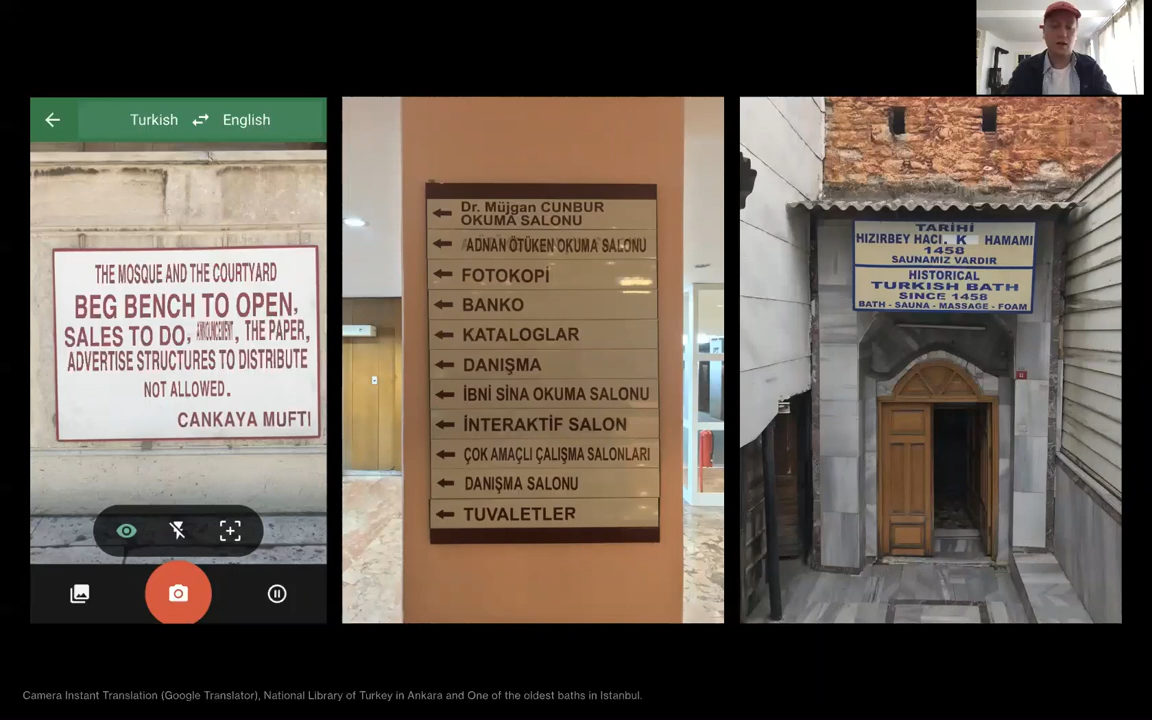 Turkish English
THE MOSQUE AND THE COURTYARD
BEG BENCH TO OPEN,
SALES TO DO, ANNOUNCEMENT, THE PAPER,
ADVERTISE STRUCTURES TO DISTRIBUTE
NOT ALLOWED.
CANKAYA MUFTI
Dr. Müjgan CUNBUR
OKUMA SALONU
ADNAN ÖTÜKEN OKUMA SALONU
FOTOKOPİ
BANKO
KATALOGLAR
DANIŞMA
İBNİ SİNA OKUMA SALONU
İNTERAKTİF SALON
ÇOK AMAÇLI ÇALIŞMA SALONLARI
DANIŞMA SALONU
TUVALETLER
TARİHİ
HIZIRBEY HACI. K HAMAMI
1458
SAUNAMIZ VARDIR
HISTORICAL
TURKISH BATH
SINCE 1458
BATH - SAUNA - MASSAGE - FOAM
Camera Instant Translation (Google Translator), National Library of Turkey in Ankara and One of the oldest baths in Istanbul.